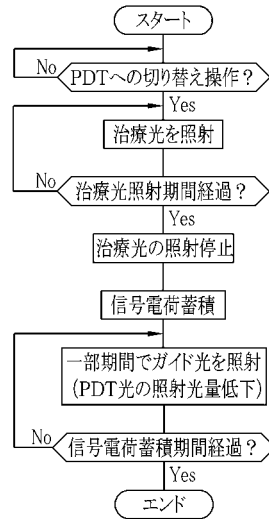 スタート
PDTへの切り替え操作？
No
Yes
治療光を照射
治療光照射期間経過？
No
Yes
治療光の照射停止
信号電荷蓄積
一部期間でガイド光を照射
(PDT光の照射光量低下)
No
信号電荷蓄積期間経過？
Yes
エンド